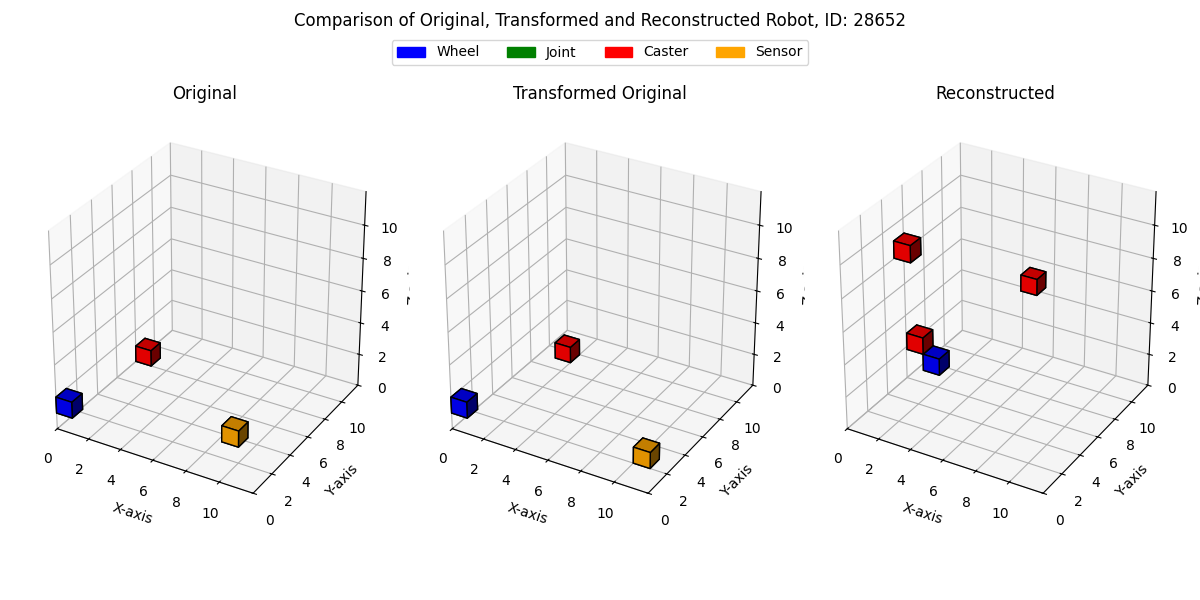 Comparison of Original, Transformed and Reconstructed Robot, ID: 28652
Wheel Joint Caster Sensor
Original Transformed Original Reconstructed
10 10 10
8 8 8
6 6 6
4 4 4
2 2 2
0 0 0
10 10 10
8 8 8
6 6 6
4 4 4
2 2 2
0 0 0
0 2 4 6 8 10 0 2 4 6 8 10 0 2 4 6 8 10
X-axis Y-axis X-axis Y-axis X-axis Y-axis